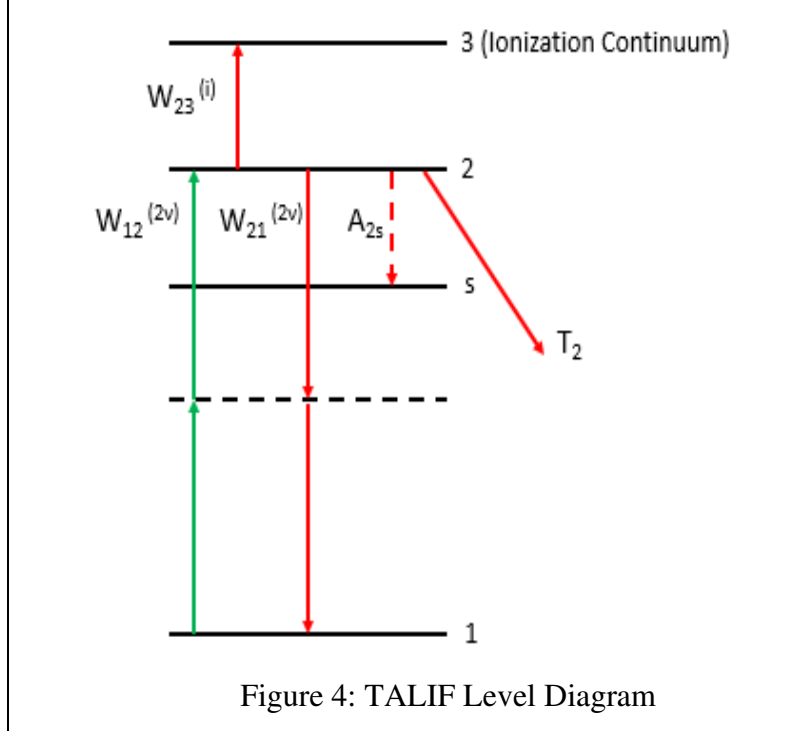 3 (Ionization Continuum)
W₂₃⁽ⁱ⁾
2
W₁₂⁽²ᵛ⁾ W₂₁⁽²ᵛ⁾ A₂ₛ
s
T₂
1
Figure 4: TALIF Level Diagram